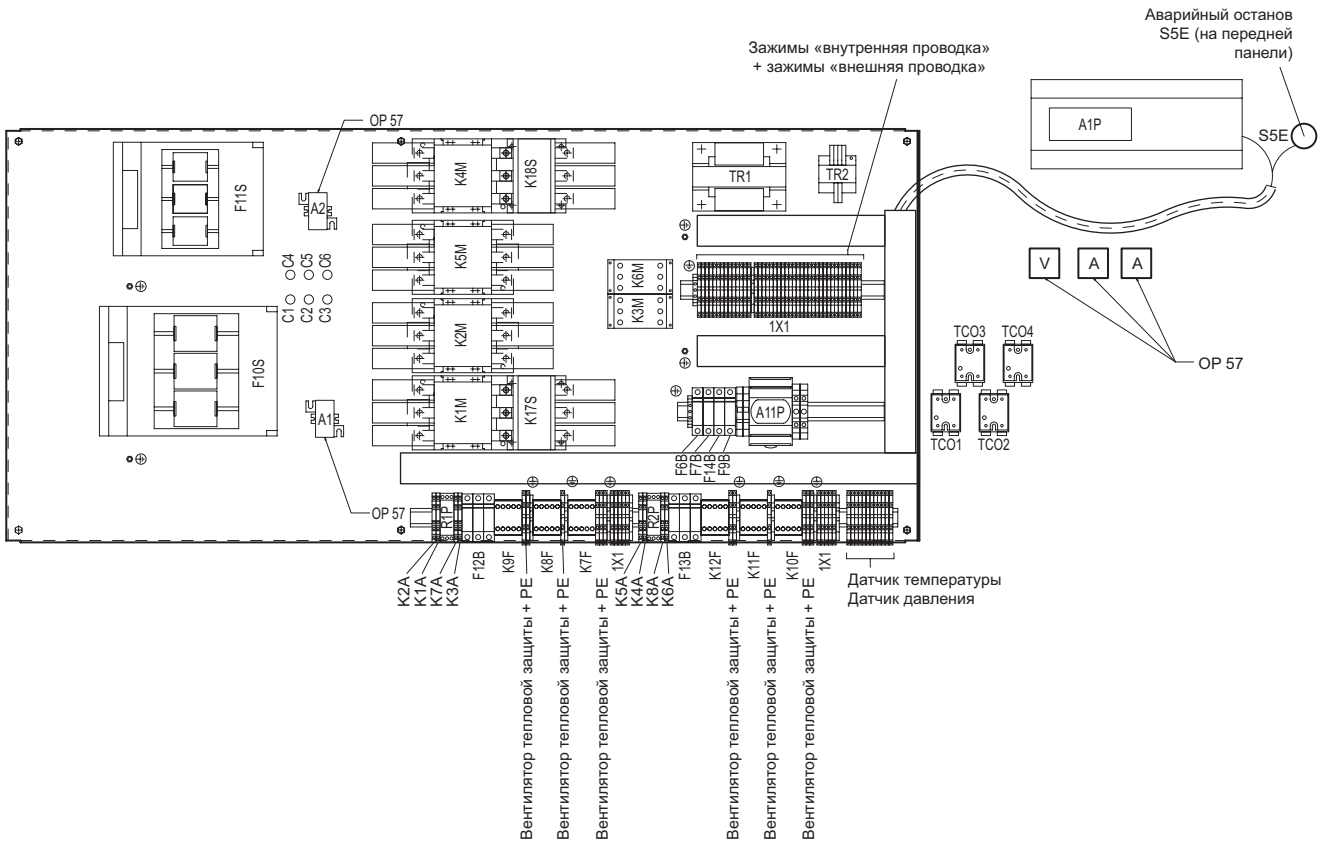 Аварийный останов
S5E (на передней
панели)
Зажимы «внутренняя проводка»
+ зажимы «внешняя проводка»
A1P
S5E
OP 57
F11S
A2
K4M
K18S
TR1
TR2
C4
C5
C6
C1
C2
C3
K5M
K6M
K3M
1X1
V
A
A
OP 57
K2M
F10S
TCO3
TCO4
TCO1
TCO2
A1
K1M
K17S
A11P
F6B
F7B
F14B
F9B
OP 57
R1P
R2P
K2A
K1A
K7A
K3A
F12B
K9F
K8F
K7F
1X1
K5A
K4A
K8A
K6A
F13B
K12F
K11F
K10F
1X1
Датчик температуры
Датчик давления
Вентилятор тепловой защиты + PE
Вентилятор тепловой защиты + PE
Вентилятор тепловой защиты + PE
Вентилятор тепловой защиты + PE
Вентилятор тепловой защиты + PE
Вентилятор тепловой защиты + PE